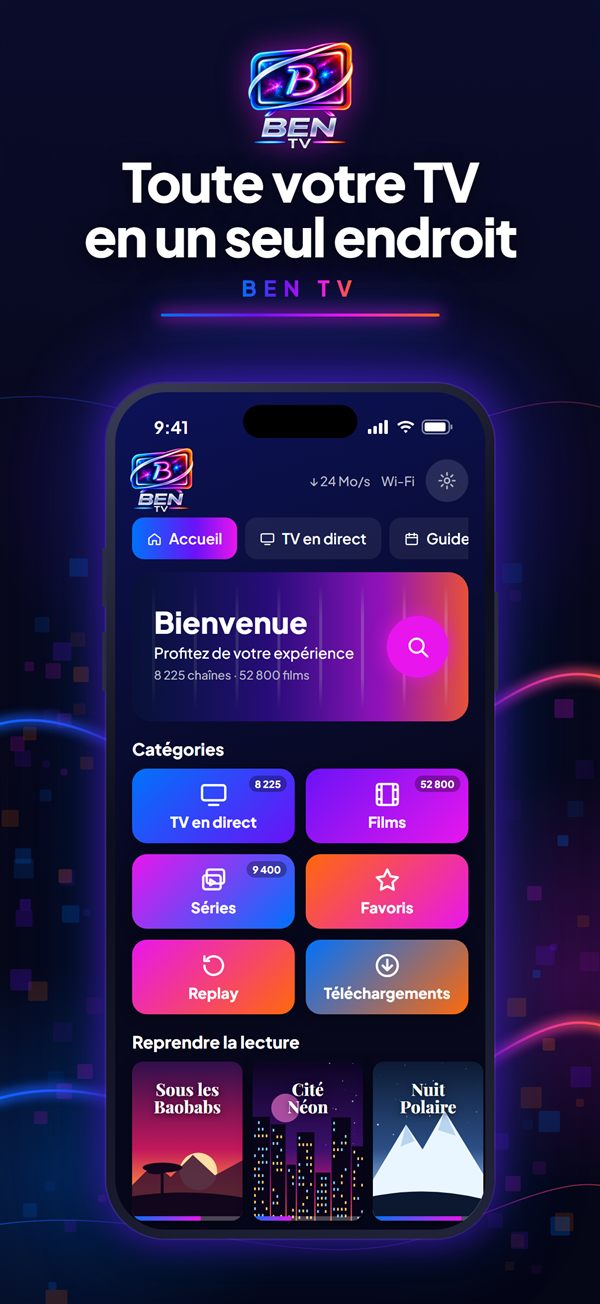 B
BEN
TV
Toute votre TV
en un seul endroit
BEN TV
9:41
B
BEN
TV
↓24 Mo/s Wi-Fi
Accueil TV en direct Guide
Bienvenue
Profitez de votre expérience
8 225 chaînes · 52 800 films
Catégories
8 225
TV en direct
52 800
Films
9 400
Séries
Favoris
Replay
Téléchargements
Reprendre la lecture
Sous les
Baobabs
Cité
Néon
Nuit
Polaire